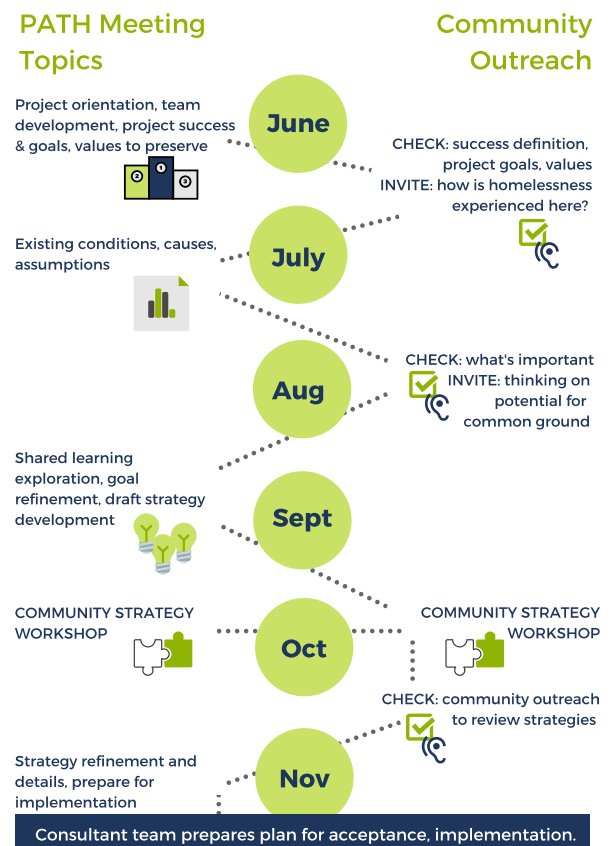 PATH Meeting
Topics
Community
Outreach
June
Project orientation, team
development, project success
& goals, values to preserve
2
1
3
CHECK: success definition,
project goals, values
INVITE: how is homelessness
experienced here?
July
Existing conditions, causes,
assumptions
Aug
CHECK: what's important
INVITE: thinking on
potential for
common ground
Shared learning
exploration, goal
refinement, draft strategy
development
Sept
COMMUNITY STRATEGY
WORKSHOP
Oct
COMMUNITY STRATEGY
WORKSHOP
CHECK: community outreach
to review strategies
Nov
Strategy refinement and
details, prepare for
implementation
Consultant team prepares plan for acceptance, implementation.